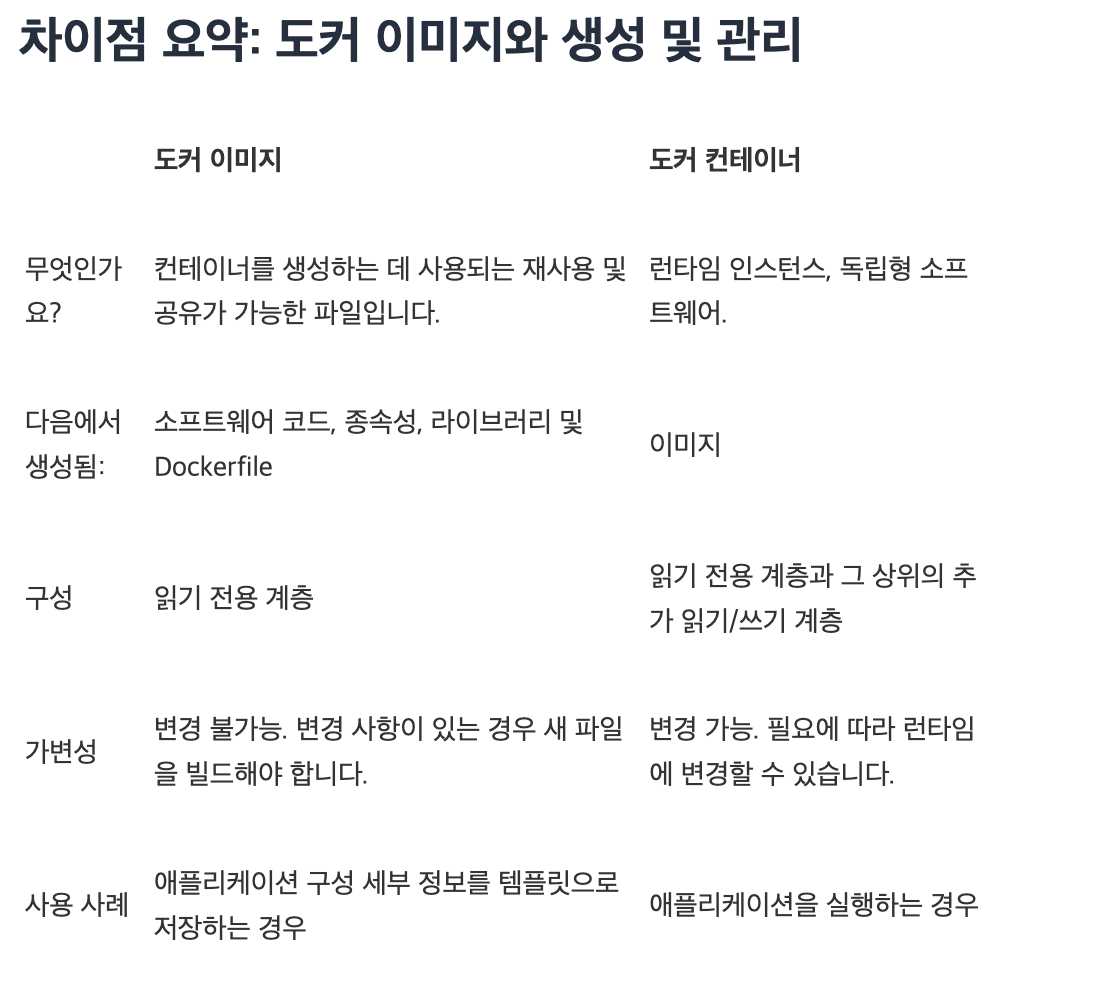 차이점 요약: 도커 이미지와 생성 및 관리
도커 이미지
도커 컨테이너
무엇인가
요?
컨테이너를 생성하는 데 사용되는 재사용 및
공유가 가능한 파일입니다.
런타임 인스턴스, 독립형 소프
트웨어.
다음에서
생성됨:
소프트웨어 코드, 종속성, 라이브러리 및
Dockerfile
이미지
구성
읽기 전용 계층
읽기 전용 계층과 그 상위의 추
가 읽기/쓰기 계층
가변성
변경 불가능. 변경 사항이 있는 경우 새 파일
을 빌드해야 합니다.
변경 가능. 필요에 따라 런타임
에 변경할 수 있습니다.
사용 사례
애플리케이션 구성 세부 정보를 템플릿으로
저장하는 경우
애플리케이션을 실행하는 경우